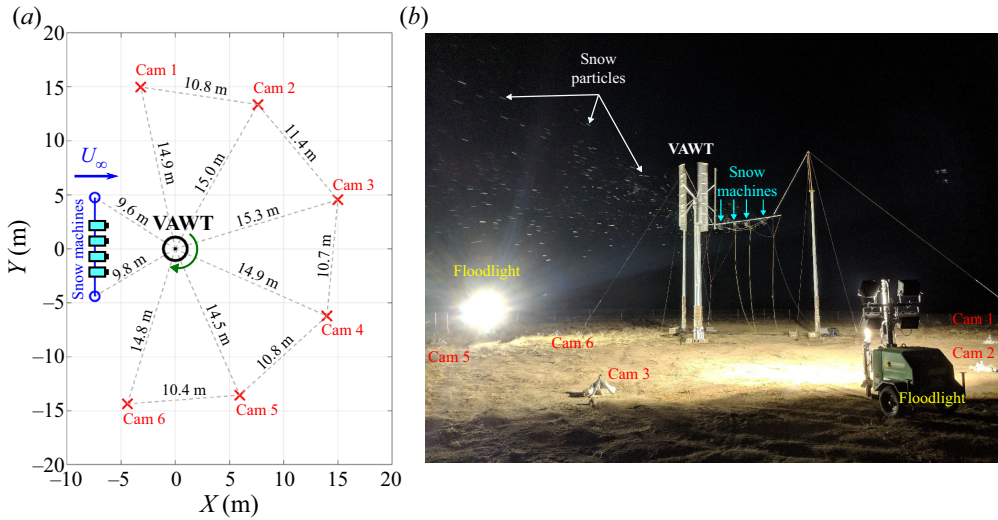 (a)
20
15
10
5
0
−5
−10
−15
−20
−10
−5
0
5
10
15
20
Y (m)
X (m)
Cam 1
10.8 m
Cam 2
11.4 m
14.9 m
15.0 m
U∞
Cam 3
15.3 m
9.6 m
VAWT
Snow machines
10.7 m
9.8 m
14.9 m
14.8 m
14.5 m
Cam 4
10.8 m
10.4 m
Cam 6
Cam 5
(b)
Snow
particles
VAWT
Snow
machines
Floodlight
Cam 1
Cam 6
Cam 5
Cam 2
Cam 3
Floodlight